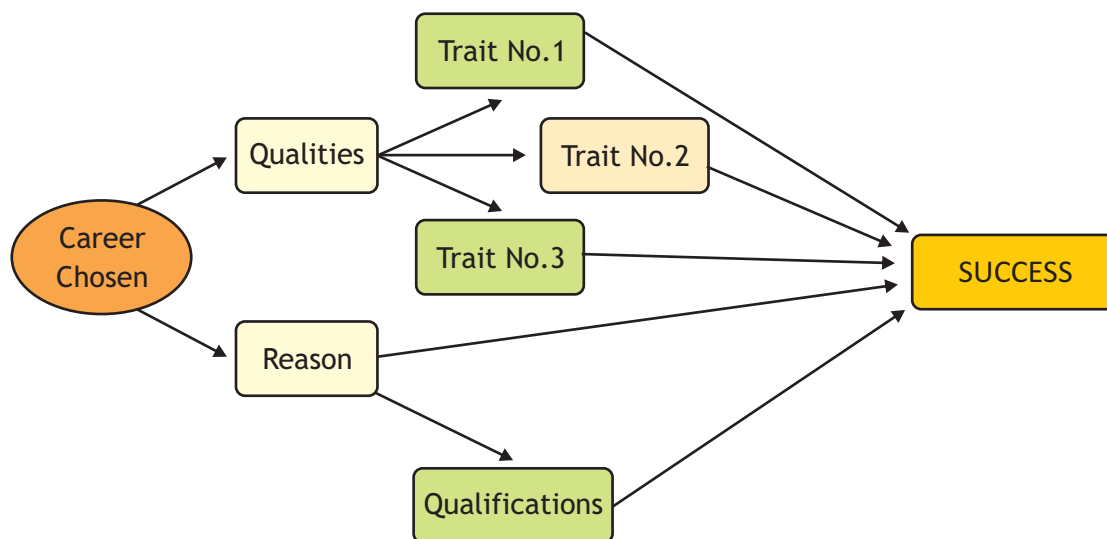 Trait No.1
Qualities
Trait No.2
Career
Chosen
Trait No.3
SUCCESS
Reason
Qualifications